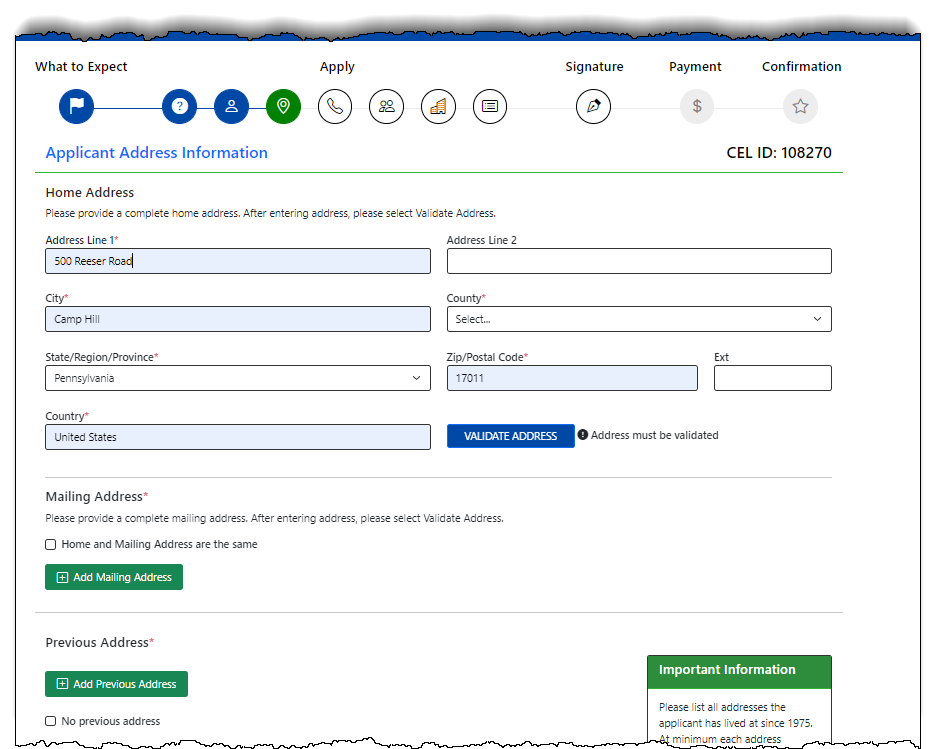 What to Expect Apply Signature Payment Confirmation
? $
Applicant Address Information CEL ID: 108270
Home Address
Please provide a complete home address. After entering address, please select Validate Address.
Address Line 1* Address Line 2
500 Reeser Road
City* County*
Camp Hill Select...
State/Region/Province* Zip/Postal Code* Ext
Pennsylvania 17011
Country*
United States VALIDATE ADDRESS Address must be validated
Mailing Address*
Please provide a complete mailing address. After entering address, please select Validate Address.
Home and Mailing Address are the same
Add Mailing Address
Previous Address*
Add Previous Address
No previous address
Important Information
Please list all addresses the
applicant has lived at since 1975.
At minimum each address